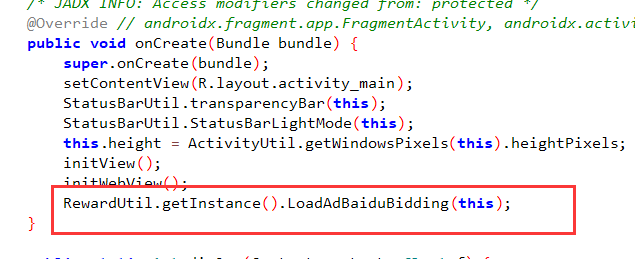 /* JADX INFO: Access modifiers changed from: protected */
@Override // androidx.fragment.app.FragmentActivity, androidx.activi
public void onCreate(Bundle bundle) {
super.onCreate(bundle);
setContentView(R.layout.activity_main);
StatusBarUtil.transparencyBar(this);
StatusBarUtil.StatusBarLightMode(this);
this.height = ActivityUtil.getWindowsPixels(this).heightPixels;
initView();
initWebView();
RewardUtil.getInstance().LoadAdBaiduBidding(this);
}